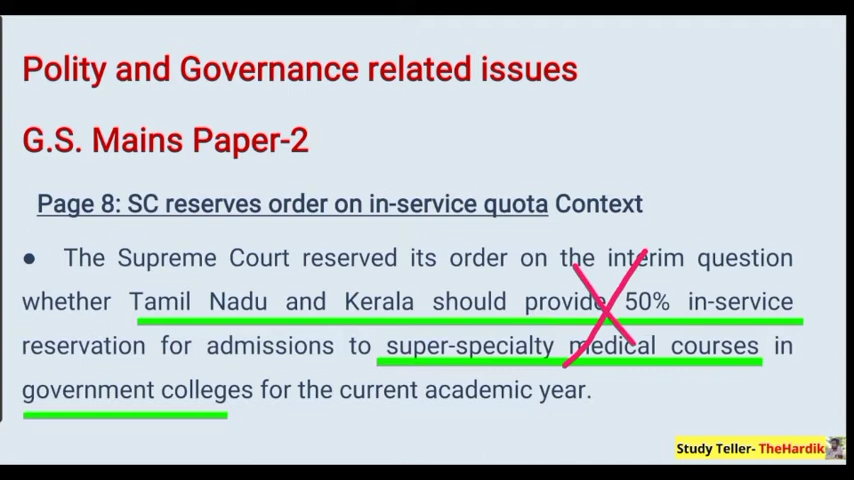 Polity and Governance related issues
G.S. Mains Paper-2
Page 8: SC reserves order on in-service quota Context
● The Supreme Court reserved its order on the interim question
whether Tamil Nadu and Kerala should provide 50% in-service
reservation for admissions to super-specialty medical courses in
government colleges for the current academic year.
Study Teller- TheHardik